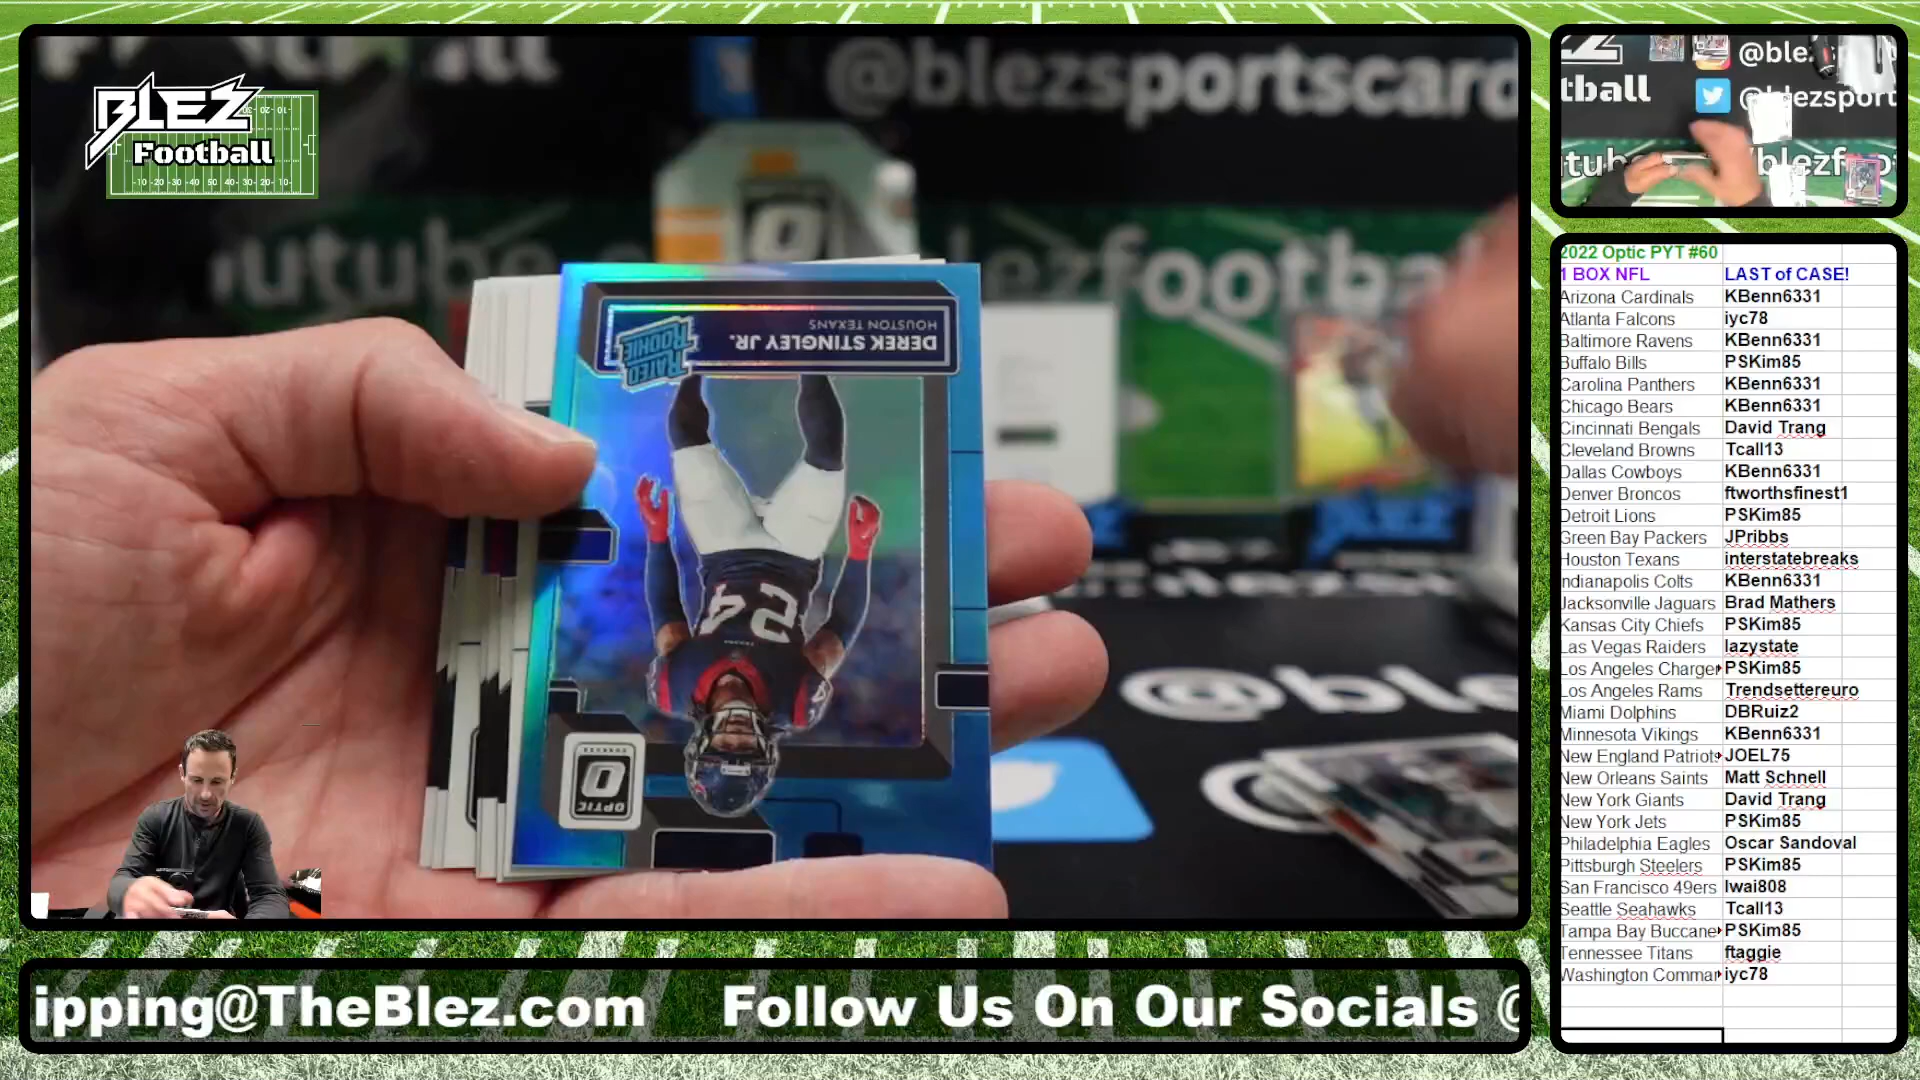 BLEZ
Football
@blezsportscard
DEREK STINGLEY JR.
HOUSTON TEXANS
RATED
ROOKIE
24
OPTIC
ipping@TheBlez.com Follow Us On Our Socials @
tball
2022 Optic PYT #60
1 BOX NFL LAST of CASE!
Arizona Cardinals KBenn6331
Atlanta Falcons iyc78
Baltimore Ravens KBenn6331
Buffalo Bills PSKim85
Carolina Panthers KBenn6331
Chicago Bears KBenn6331
Cincinnati Bengals David Trang
Cleveland Browns Tcall13
Dallas Cowboys KBenn6331
Denver Broncos ftworthsfinest1
Detroit Lions PSKim85
Green Bay Packers JPribbs
Houston Texans interstatebreaks
ndianapolis Colts KBenn6331
Jacksonville Jaguars Brad Mathers
Kansas City Chiefs PSKim85
Las Vegas Raiders lazystate
Los Angeles Charger PSKim85
Los Angeles Rams Trendsettereuro
Miami Dolphins DBRuiz2
Minnesota Vikings KBenn6331
New England Patriots JOEL75
New Orleans Saints Matt Schnell
New York Giants David Trang
New York Jets PSKim85
Philadelphia Eagles Oscar Sandoval
Pittsburgh Steelers PSKim85
San Francisco 49ers lwai808
Seattle Seahawks Tcall13
Tampa Bay Buccane PSKim85
Tennessee Titans ftaggie
Washington Comman iyc78